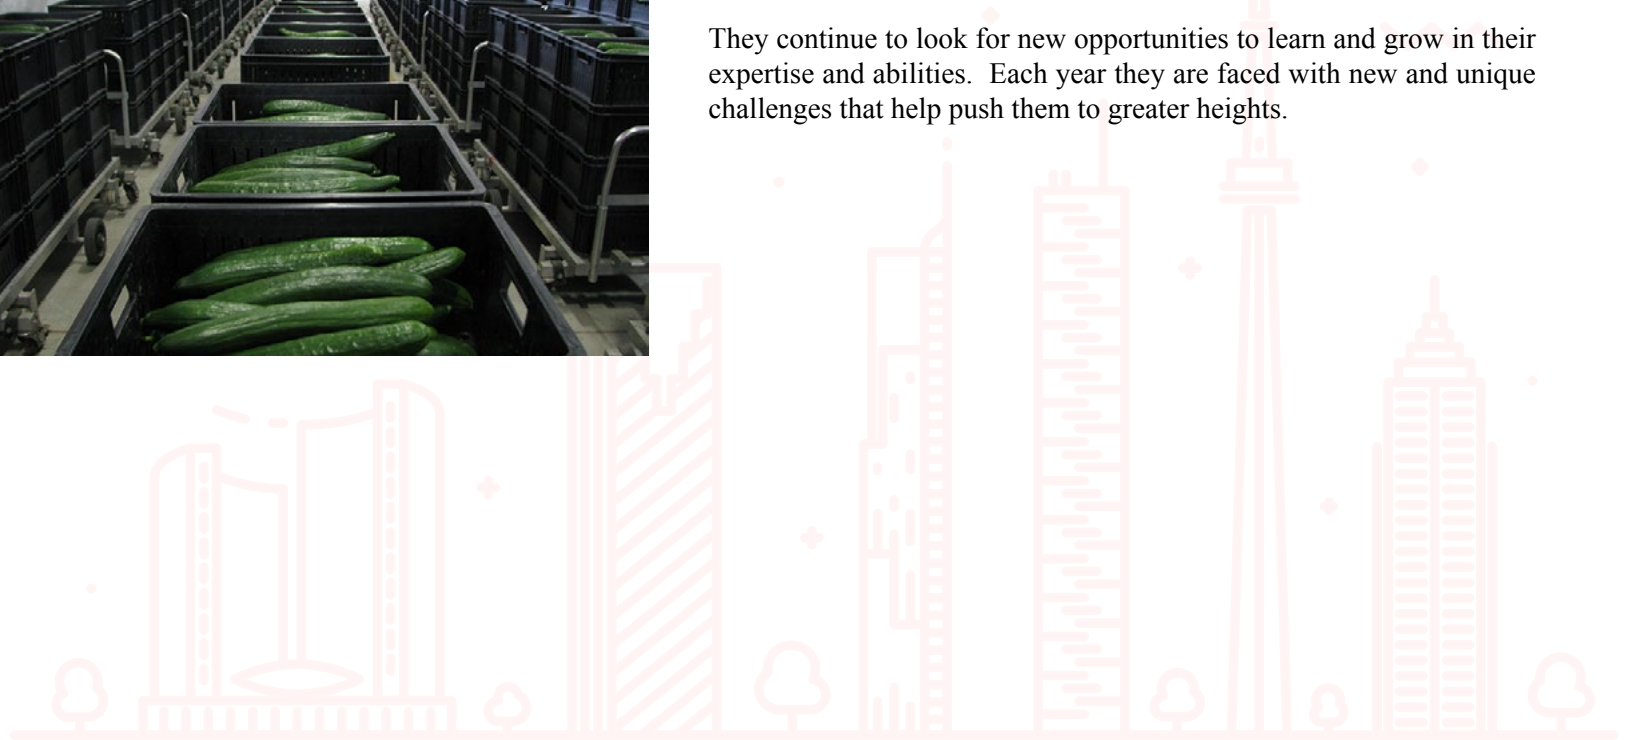 They continue to look for new opportunities to learn and grow in their
expertise and abilities.  Each year they are faced with new and unique
challenges that help push them to greater heights.